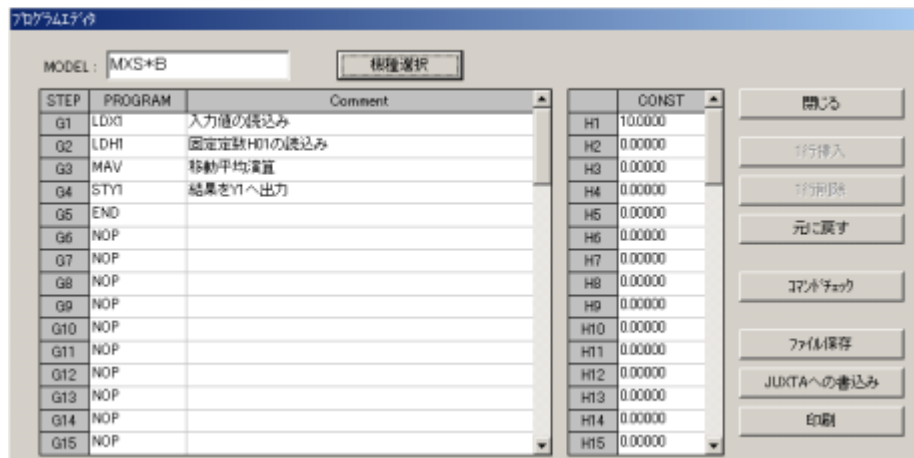 プログラムエディタ
MODEL : MXS*B 機種選択
STEP PROGRAM Comment CONST 閉じる
G1 LDX1 入力値の読込み H1 10.0000
G2 LDH1 固定定数H01の読込み H2 0.00000 1行挿入
G3 MAV 移動平均演算 H3 0.00000
G4 STY1 結果をY1へ出力 H4 0.00000 1行削除
G5 END H5 0.00000
G6 NOP H6 0.00000 元に戻す
G7 NOP H7 0.00000
G8 NOP H8 0.00000 コマンドチェック
G9 NOP H9 0.00000
G10 NOP H10 0.00000
G11 NOP H11 0.00000 ファイル保存
G12 NOP H12 0.00000
G13 NOP H13 0.00000 JUXTAへの書込み
G14 NOP H14 0.00000 印刷
G15 NOP H15 0.00000